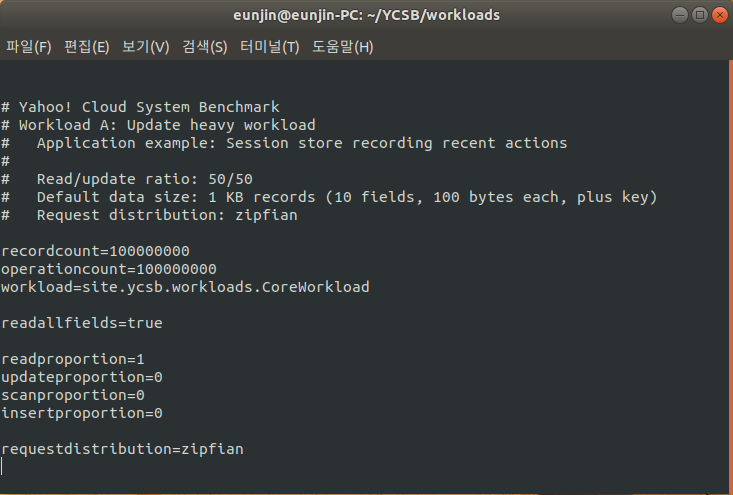 eunjin@eunjin-PC: ~/YCSB/workloads
파일(F) 편집(E) 보기(V) 검색(S) 터미널(T) 도움말(H)
# Yahoo! Cloud System Benchmark
# Workload A: Update heavy workload
#   Application example: Session store recording recent actions
#
#   Read/update ratio: 50/50
#   Default data size: 1 KB records (10 fields, 100 bytes each, plus key)
#   Request distribution: zipfian
recordcount=100000000
operationcount=100000000
workload=site.ycsb.workloads.CoreWorkload
readallfields=true
readproportion=1
updateproportion=0
scanproportion=0
insertproportion=0
requestdistribution=zipfian